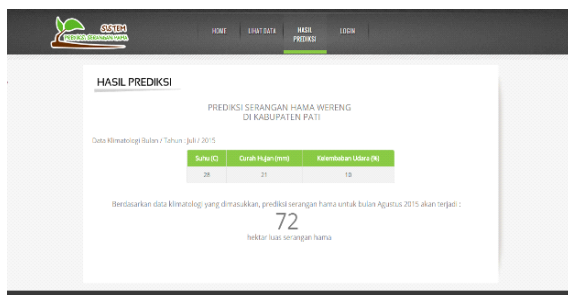 SISTEM
PREDIKSI SERANGAN HAMA
HOME LIHAT DATA HASIL PREDIKSI LOGIN
HASIL PREDIKSI
PREDIKSI SERANGAN HAMA WERENG
DI KABUPATEN PATI
Data Klimatologi Bulan / Tahun : Juli / 2015
Suhu (C) Curah Hujan (mm) Kelembaban Udara (%)
28 21 18
Berdasarkan data klimatologi yang dimasukkan, prediksi serangan hama untuk bulan Agustus 2015 akan terjadi :
72
hektar luas serangan hama